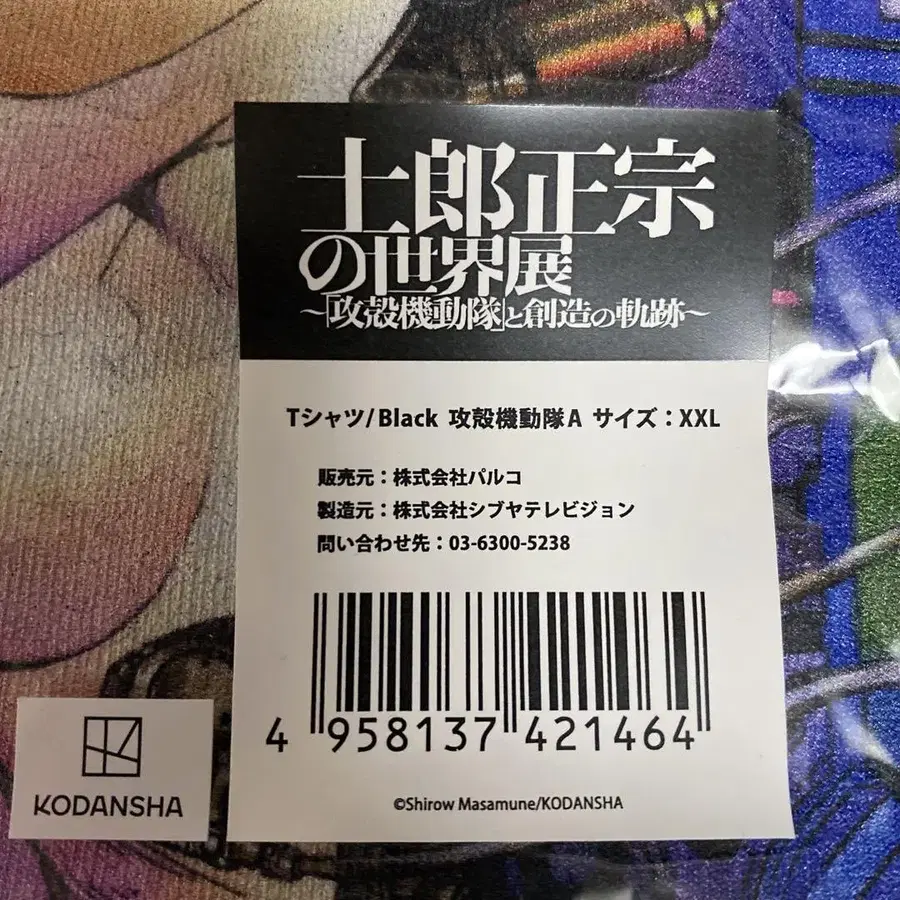 士郎正宗
の世界展
～「攻殻機動隊」と創造の軌跡～
Tシャツ/Black 攻殻機動隊A サイズ：XXL
販売元：株式会社パルコ
製造元：株式会社シブヤテレビジョン
問い合わせ先：03-6300-5238
4 958137 421464
©Shirow Masamune/KODANSHA
KODANSHA